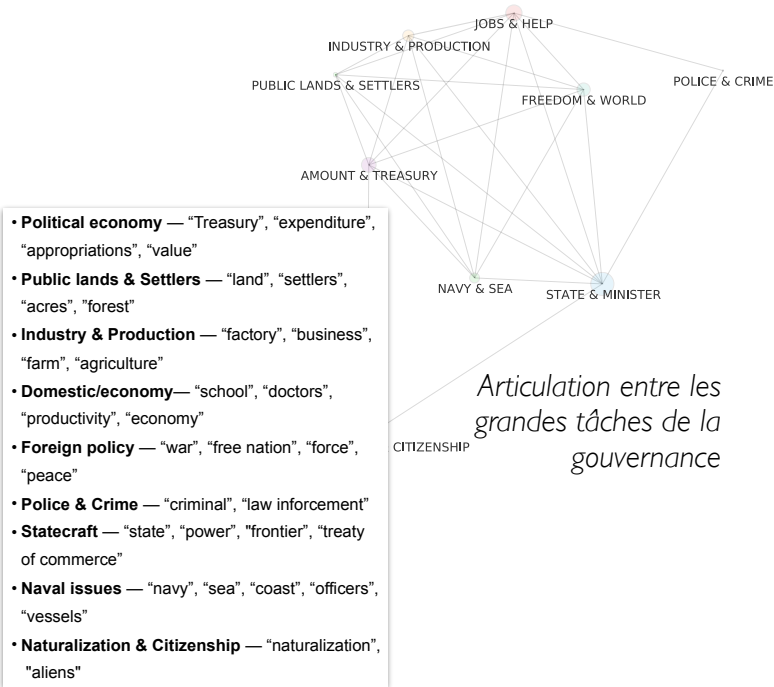 JOBS & HELP
INDUSTRY & PRODUCTION
POLICE & CRIME
PUBLIC LANDS & SETTLERS
FREEDOM & WORLD
AMOUNT & TREASURY
NAVY & SEA
STATE & MINISTER
CITIZENSHIP
• Political economy — “Treasury”, “expenditure”,
“appropriations”, “value”
• Public lands & Settlers — “land”, “settlers”,
“acres”, ”forest”
• Industry & Production — “factory”, “business”,
“farm”, “agriculture”
• Domestic/economy— “school”, “doctors”,
“productivity”, “economy”
• Foreign policy — “war”, “free nation”, “force”,
“peace”
• Police & Crime — “criminal”, “law inforcement”
• Statecraft — “state”, “power”, "frontier”, “treaty
of commerce”
• Naval issues — “navy”, “sea”, “coast”, “officers”,
“vessels”
• Naturalization & Citizenship — “naturalization”,
"aliens"
Articulation entre les
grandes tâches de la
gouvernance